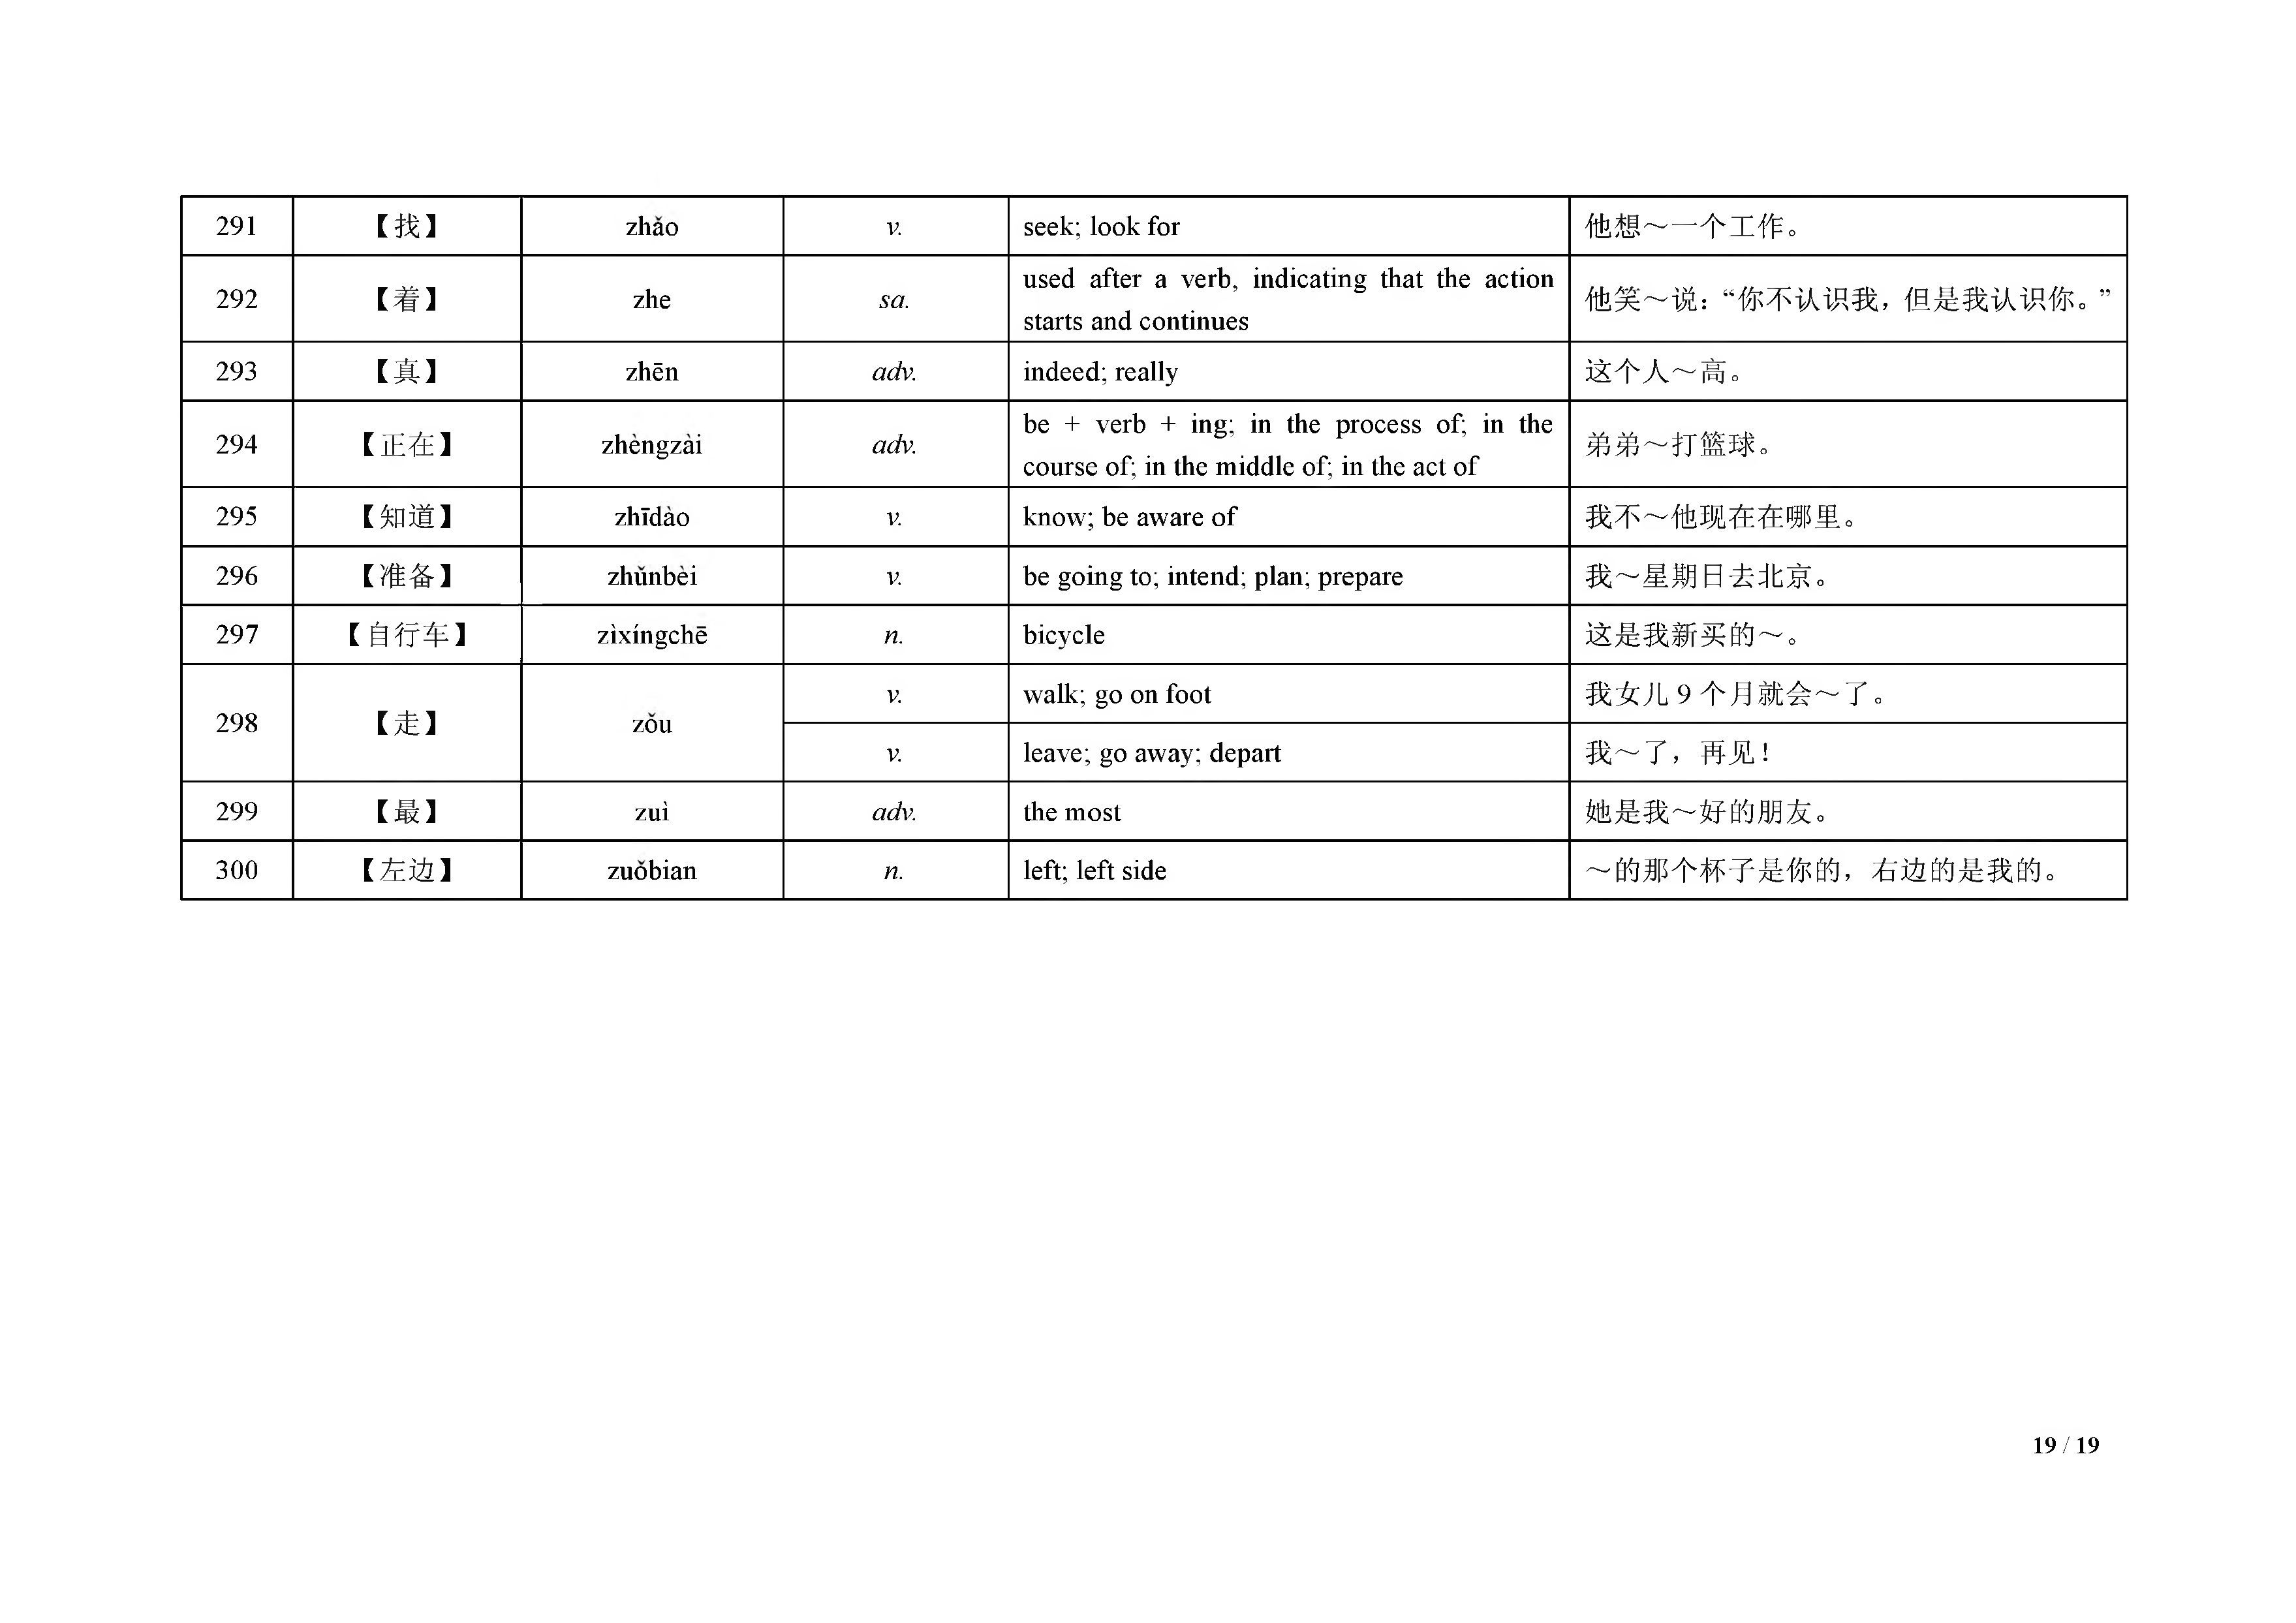 291 【找】 zhǎo v. seek; look for 他想～一个工作。
292 【着】 zhe sa. used after a verb, indicating that the action
starts and continues 他笑～说：“你不认识我，但是我认识你。”
293 【真】 zhēn adv. indeed; really 这个人～高。
294 【正在】 zhèngzài adv. be + verb + ing; in the process of; in the
course of; in the middle of; in the act of 弟弟～打篮球。
295 【知道】 zhīdào v. know; be aware of 我不～他现在在哪里。
296 【准备】 zhǔnbèi v. be going to; intend; plan; prepare 我～星期日去北京。
297 【自行车】 zìxíngchē n. bicycle 这是我新买的～。
298 【走】 zǒu v. walk; go on foot 我女儿 9 个月就会～了。
v. leave; go away; depart 我～了，再见！
299 【最】 zuì adv. the most 她是我～好的朋友。
300 【左边】 zuǒbian n. left; left side ～的那个杯子是你的，右边的是我的。
19 / 19